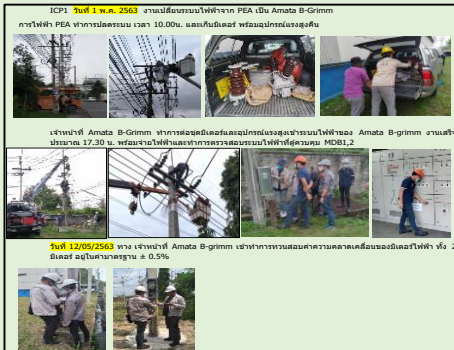 ICP1 วันที่ 1 พ.ค. 2563 งานเปลี่ยนระบบไฟฟ้าจาก PEA เป็น Amata B-Grimm
การไฟฟ้า PEA ทำการปลดระบบ เวลา 10.00น. และเก็บมิเตอร์ พร้อมอุปกรณ์แรงสูงคืน
เจ้าหน้าที่ Amata B-Grimm ทำการต่อชุดมิเตอร์และอุปกรณ์แรงสูงเข้าระบบไฟฟ้าของ Amata B-grimm งานเสร็จ
ประมาณ 17.30 น. พร้อมจ่ายไฟฟ้าและทำการตรวจสอบระบบไฟฟ้าที่ตู้ควบคุม MDB1,2
วันที่ 12/05/2563 ทาง เจ้าหน้าที่ Amata B-grimm เข้าทำการทวนสอบค่าความคลาดเคลื่อนของมิเตอร์ไฟฟ้า ทั้ง 2
มิเตอร์ อยู่ในค่ามาตรฐาน ± 0.5%